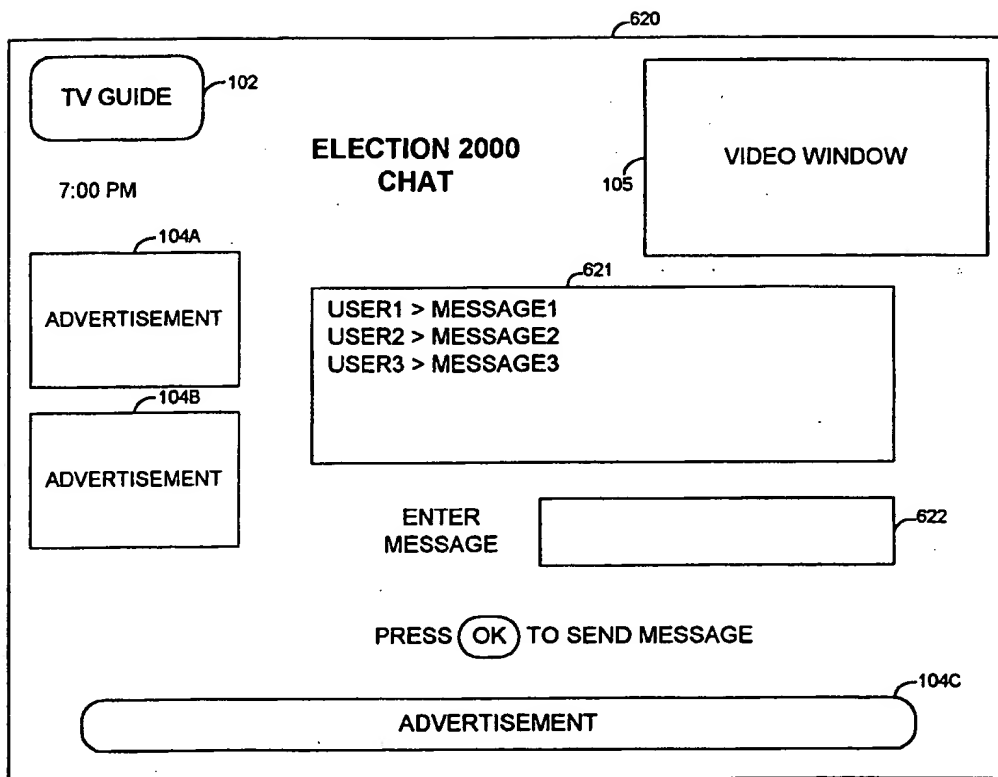 620
TV GUIDE
102
ELECTION 2000
CHAT
VIDEO WINDOW
105
7:00 PM
104A
ADVERTISEMENT
621
USER1 > MESSAGE1
USER2 > MESSAGE2
USER3 > MESSAGE3
104B
ADVERTISEMENT
ENTER
MESSAGE
622
PRESS OK TO SEND MESSAGE
104C
ADVERTISEMENT